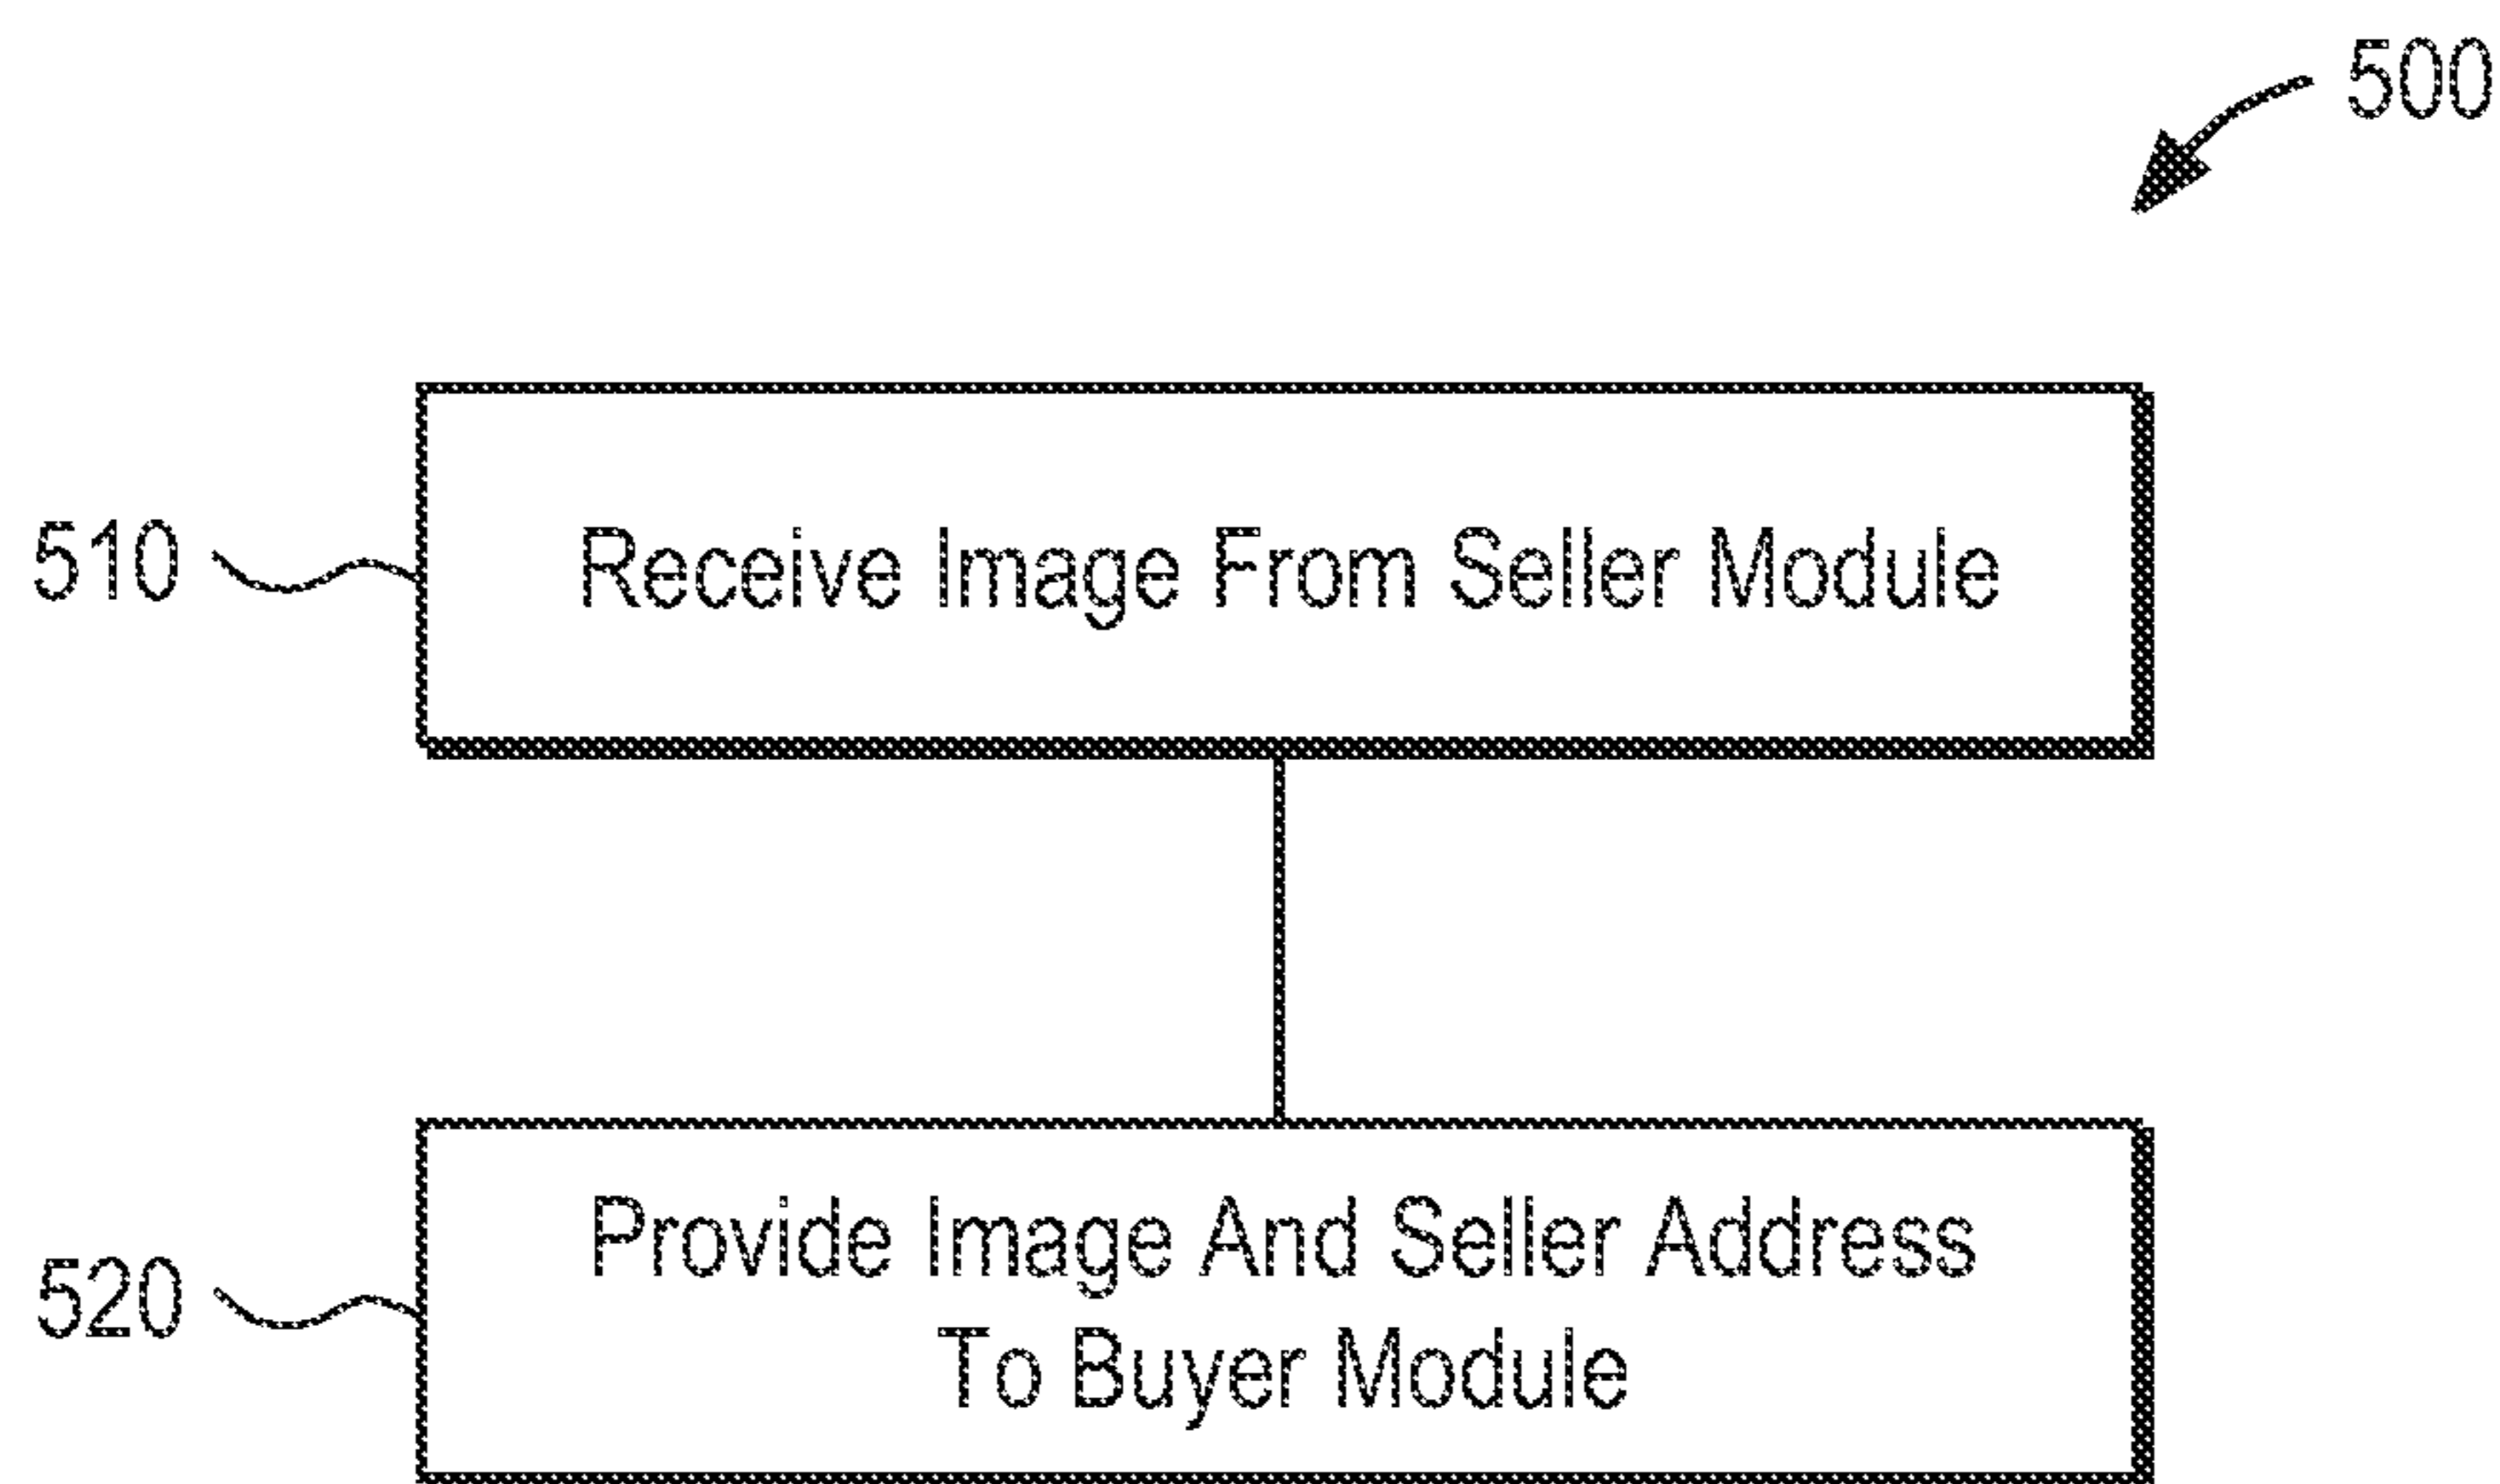 500
510
Receive Image From Seller Module
520
Provide Image And Seller Address
To Buyer Module